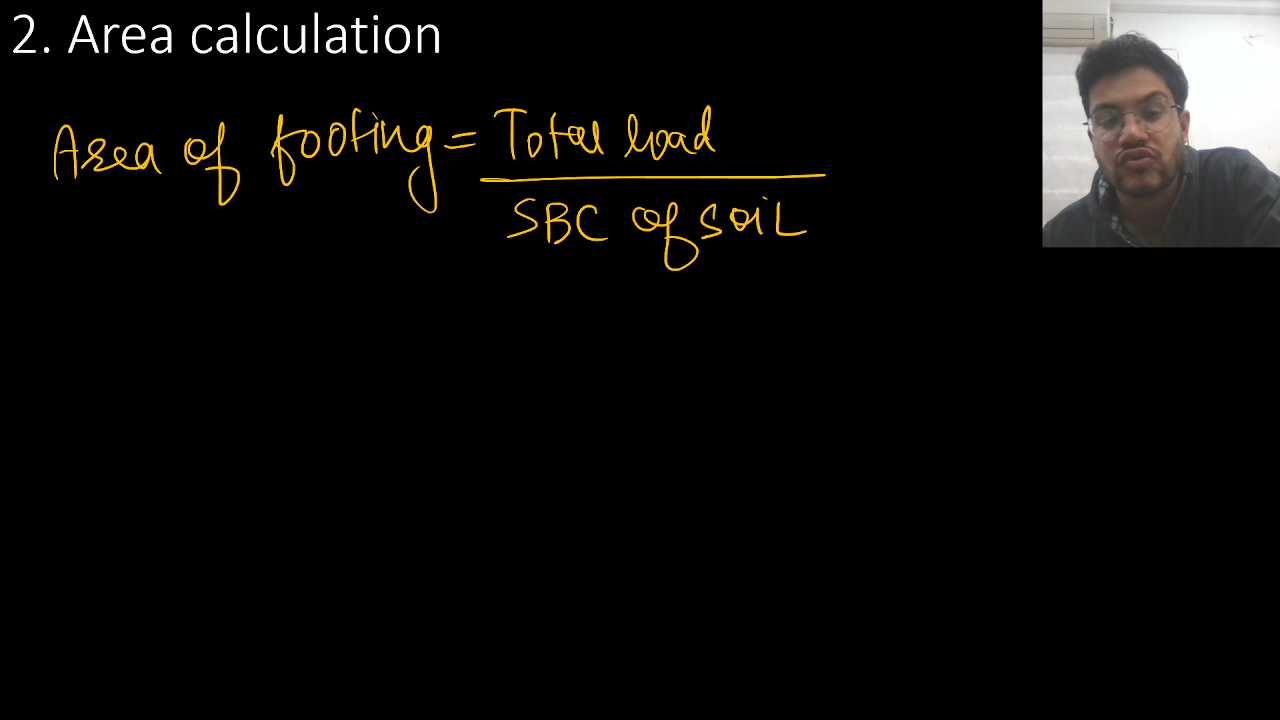 2. Area calculation
Area of footing = Total load
SBC of soiL